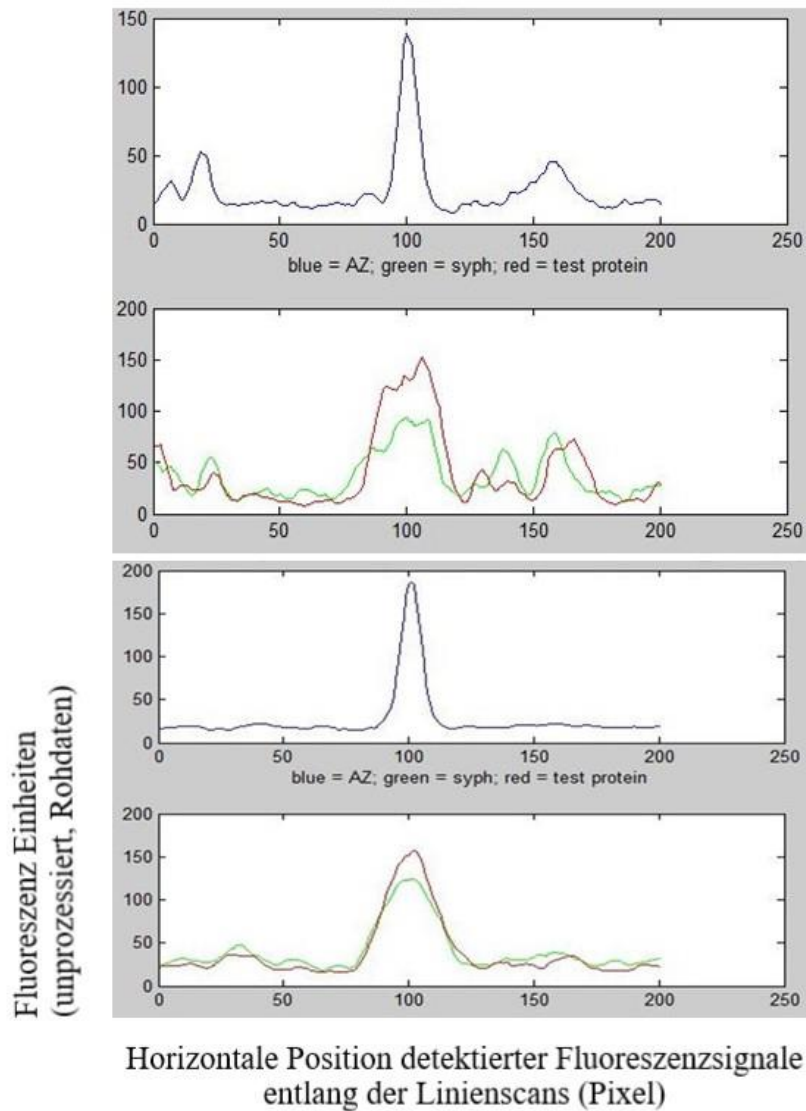 150
100
50
0
0 50 100 150 200 250
blue = AZ; green = syph; red = test protein
200
150
100
50
0
0 50 100 150 200 250
200
150
100
50
0
0 50 100 150 200 250
blue = AZ; green = syph; red = test protein
200
150
100
50
0
0 50 100 150 200 250
Fluoreszenz Einheiten
(unprozessiert, Rohdaten)
Horizontale Position detektierter Fluoreszenzsignale
entlang der Linienscans (Pixel)